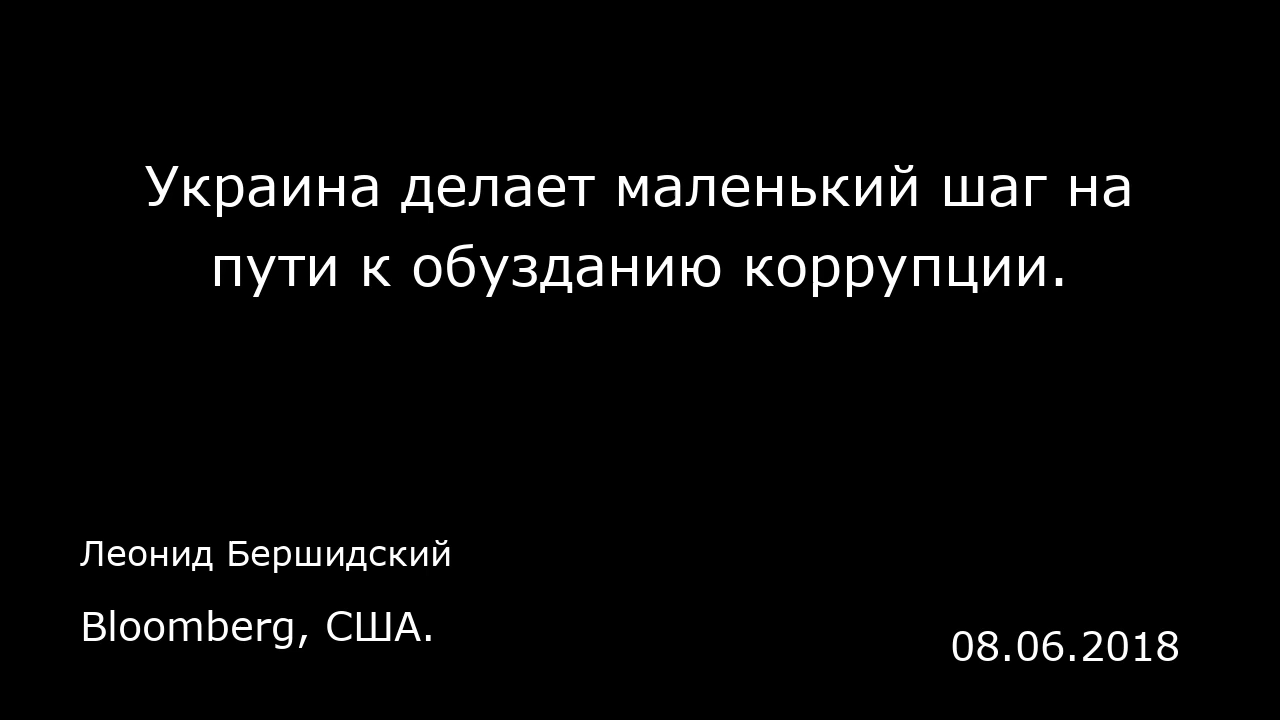 Украина делает маленький шаг на
пути к обузданию коррупции.
Леонид Бершидский
Bloomberg, США.
08.06.2018